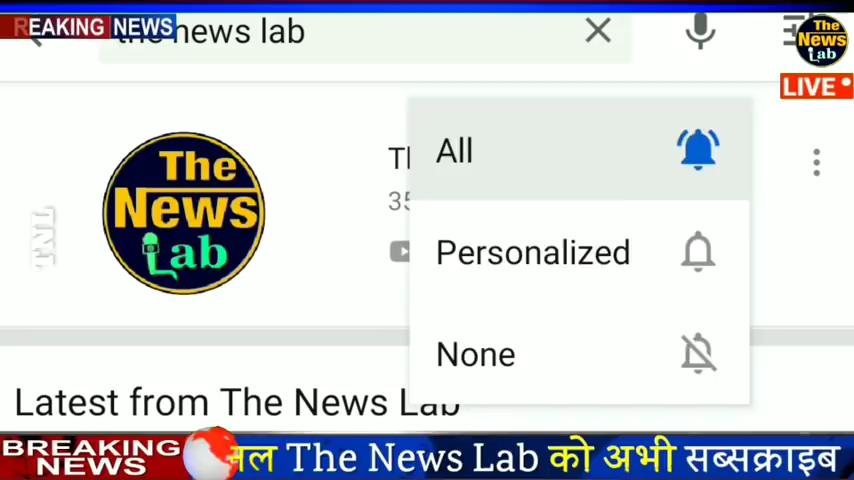 REAKING NEWS
the news lab
The
News
Lab
LIVE
All
The
News
Lab
TNL
Personalized
None
Latest from The News Lab
BREAKING
NEWS
The News Lab को अभी सब्सक्राइब